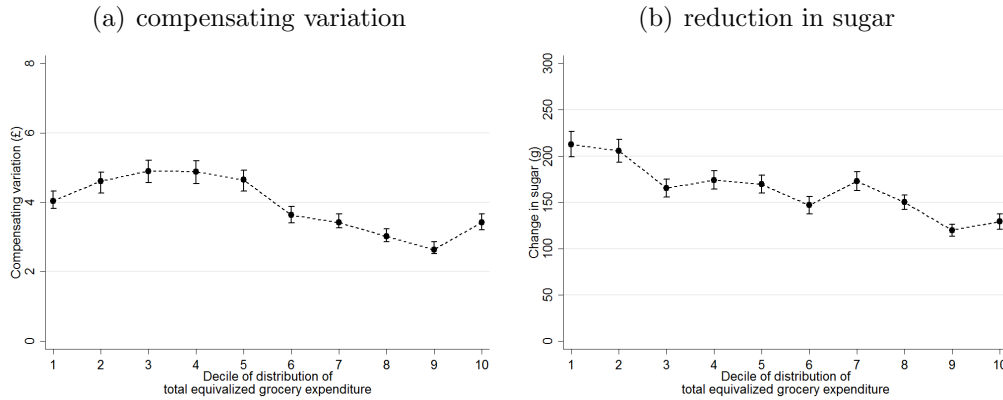 (a) compensating variation
Compensating variation (£)
8
6
4
2
0
1 2 3 4 5 6 7 8 9 10
Decile of distribution of
total equivalized grocery expenditure
(b) reduction in sugar
Change in sugar (g)
300
250
200
150
100
50
0
1 2 3 4 5 6 7 8 9 10
Decile of distribution of
total equivalized grocery expenditure